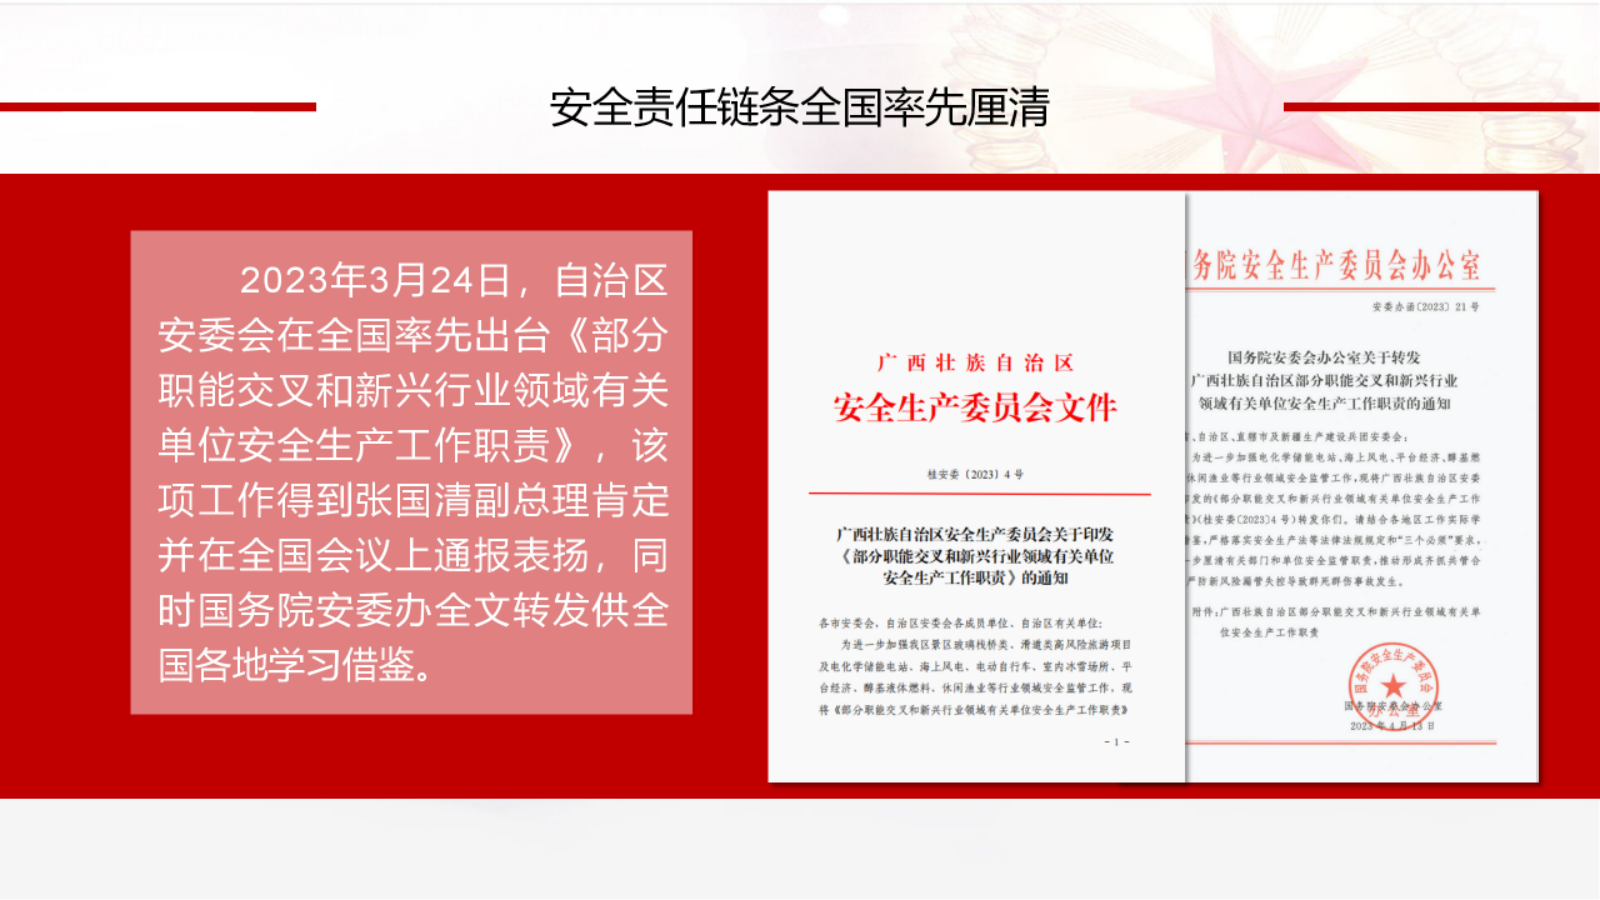 安全责任链条全国率先厘清
2023年3月24日，自治区
安委会在全国率先出台《部分
职能交叉和新兴行业领域有关
单位安全生产工作职责》，该
项工作得到张国清副总理肯定
并在全国会议上通报表扬，同
时国务院安委办全文转发供全
国各地学习借鉴。
广西壮族自治区
安全生产委员会文件
桂安委〔2023〕4号
广西壮族自治区安全生产委员会关于印发
《部分职能交叉和新兴行业领域有关单位
安全生产工作职责》的通知
各市安委会、自治区安委会各成员单位、自治区有关单位：
为进一步加强我区景区玻璃栈桥类、滑道类高风险旅游项目
及电化学储能电站、海上风电、电动自行车、室内冰雪场所、平
台经济、醇基液体燃料、休闲渔业等行业领域安全监管工作，现
将《部分职能交叉和新兴行业领域有关单位安全生产工作职责》
- 1 -
务院安全生产委员会办公室
安委办函〔2023〕21号
国务院安委会办公室关于转发
广西壮族自治区部分职能交叉和新兴行业
领域有关单位安全生产工作职责的通知
、自治区、直辖市及新疆生产建设兵团安委会：
为进一步加强电化学储能电站、海上风电、平台经济、醇基燃
休闲渔业等行业领域安全监管工作，现将广西壮族自治区安委
发的《部分职能交叉和新兴行业领域有关单位安全生产工作
》（桂安委〔2023〕4号）转发你们。请结合各地区工作实际学
鉴，严格落实安全生产法等法律法规规定和“三个必须”要求，
步厘清有关部门和单位安全监管职责，推动形成齐抓共管合
严防新风险漏管失控导致群死群伤事故发生。
附件：广西壮族自治区部分职能交叉和新兴行业领域有关单
位安全生产工作职责
国务院安全生产委员会
办公室
国务院安委会办公室
2023年4月13日